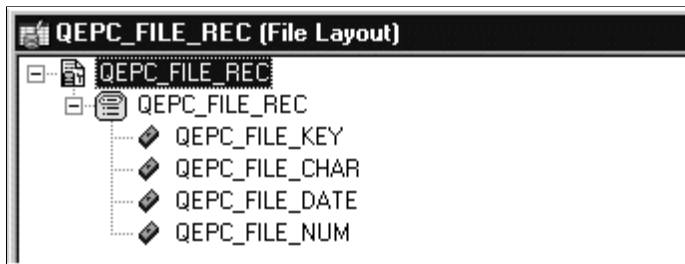 QEPC_FILE_REC (File Layout)
QEPC_FILE_REC
QEPC_FILE_REC
QEPC_FILE_KEY
QEPC_FILE_CHAR
QEPC_FILE_DATE
QEPC_FILE_NUM